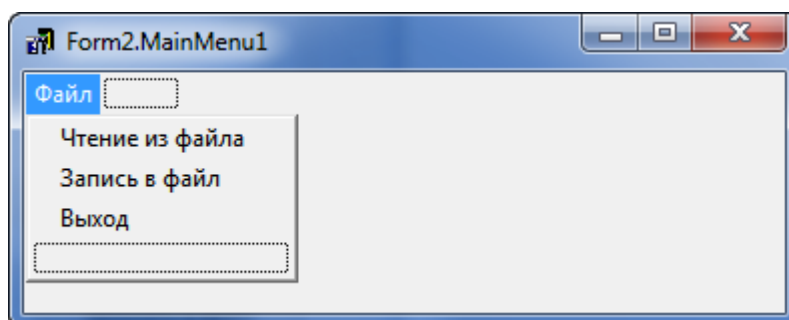 Form2.MainMenu1
Файл
Чтение из файла
Запись в файл
Выход